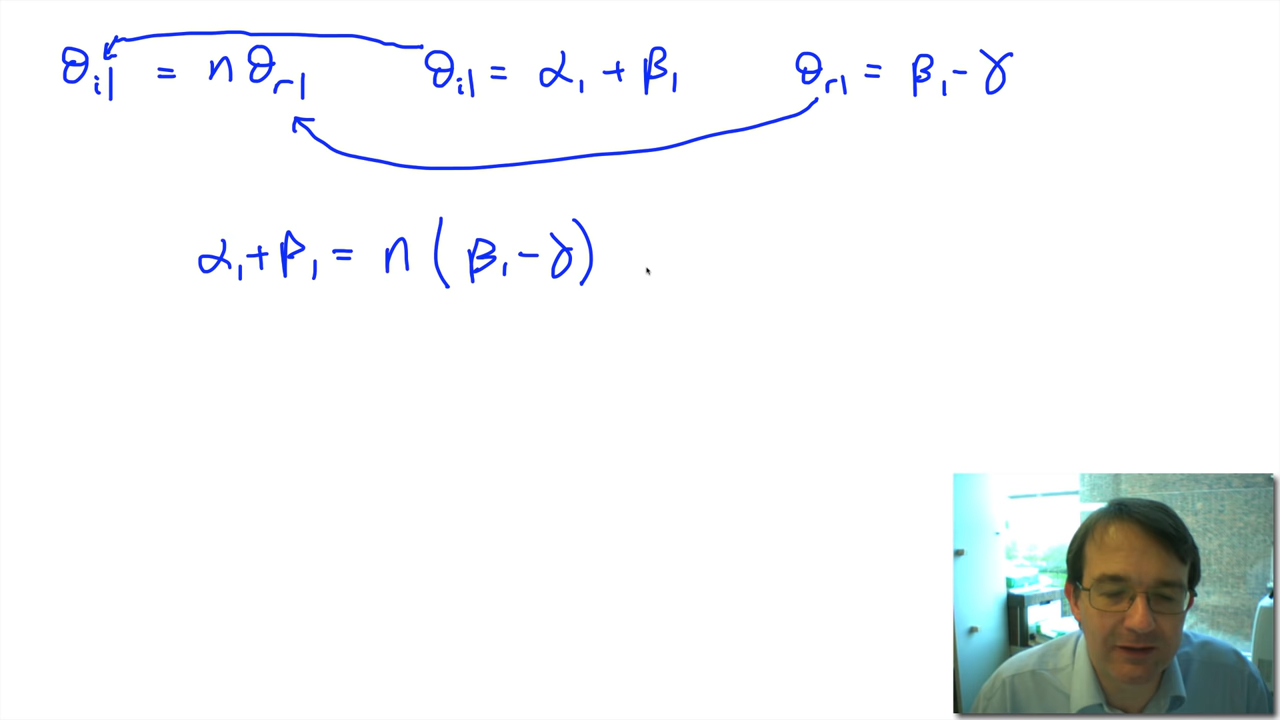 θi1 = nθr1 θi1 = α1 + β1 θr1 = β1 - γ
α1 + β1 = n ( β1 - γ )